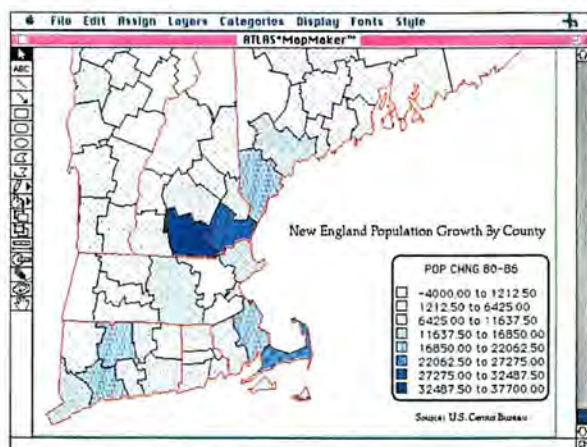 File Edit Assign Layers Categories Display Fonts Style
ATLAS*MapMaker™
ABC
New England Population Growth By County
POP CHNG 80-86
-4000.00 to 1212.50
1212.50 to 6425.00
6425.00 to 11637.50
11637.50 to 16850.00
16850.00 to 22062.50
22062.50 to 27275.00
27275.00 to 32487.50
32487.50 to 37700.00
Source: U.S. Census Bureau